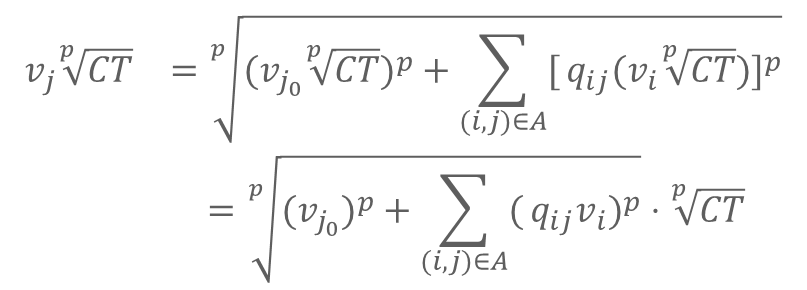 $v_j \sqrt[p]{CT} = \sqrt[p]{(v_{j_0} \sqrt[p]{CT})^p + \sum_{(i,j) \in A} [q_{ij}(v_i \sqrt[p]{CT})]^p}$
$= \sqrt[p]{(v_{j_0})^p + \sum_{(i,j) \in A} (q_{ij} v_i)^p} \cdot \sqrt[p]{CT}$